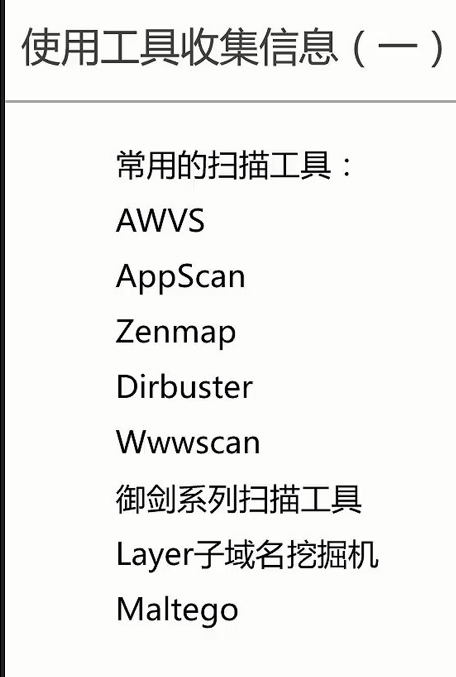 使用工具收集信息（一）
常用的扫描工具：
AWVS
AppScan
Zenmap
Dirbuster
Wwwscan
御剑系列扫描工具
Layer子域名挖掘机
Maltego